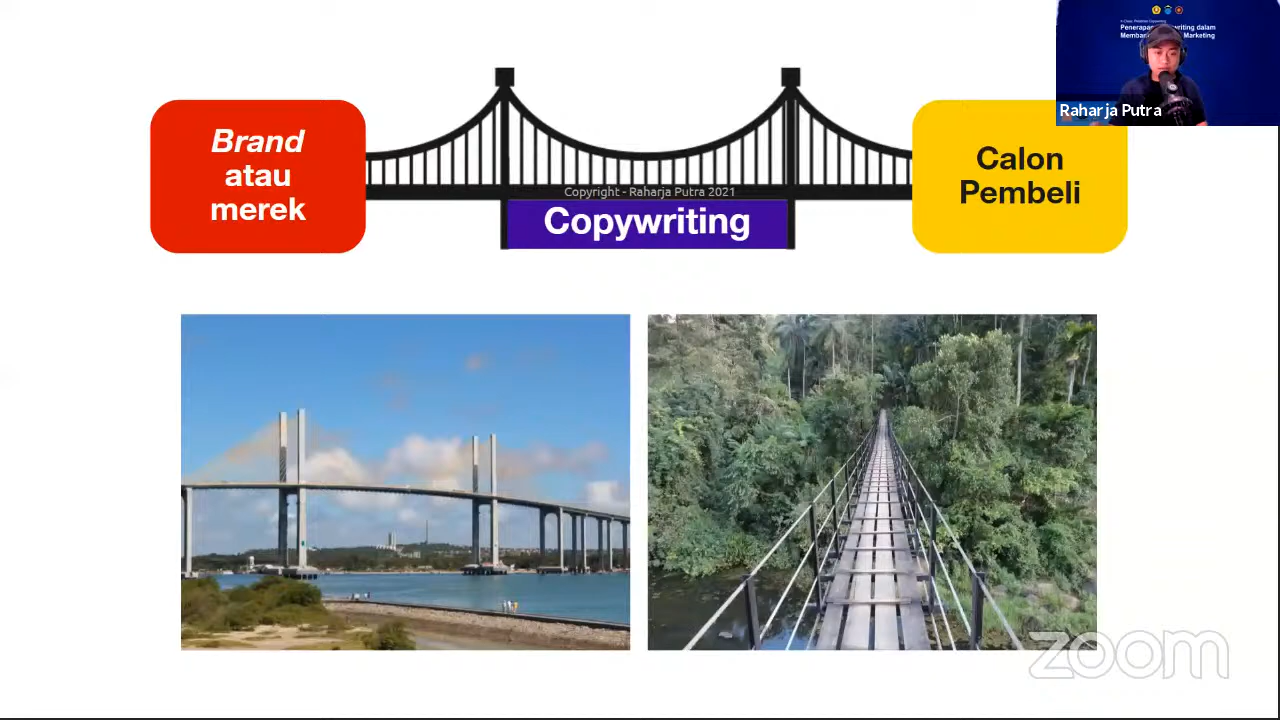 Brand
atau
merek
Copyright - Raharja Putra 2021
Copywriting
Calon
Pembeli
Raharja Putra
zoom